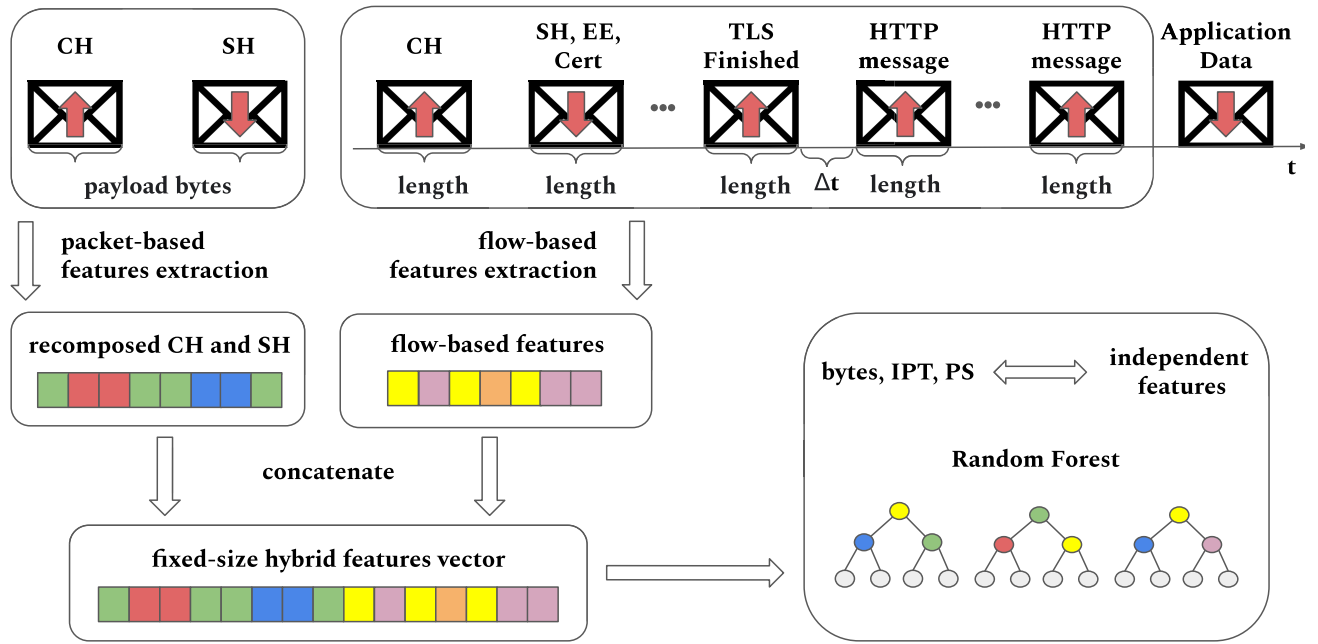 CH
SH
payload bytes
CH
SH, EE,
Cert
TLS
Finished
HTTP
message
HTTP
message
Application
Data
•••
•••
length
length
length
Δt
length
length
t
packet-based
features extraction
flow-based
features extraction
recomposed CH and SH
flow-based features
concatenate
fixed-size hybrid features vector
bytes, IPT, PS
independent
features
Random Forest